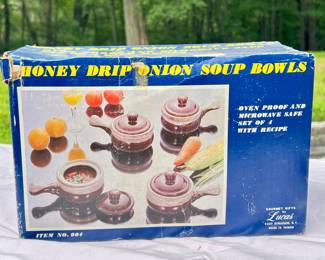 HONEY DRIP ONION SOUP BOWLS
OVEN PROOF AND
MICROWAVE SAFE
SET OF 4
WITH RECIPE
GOURMET GIFTS
by
Lucas
MADE IN TAIWAN
ITEM NO. 904